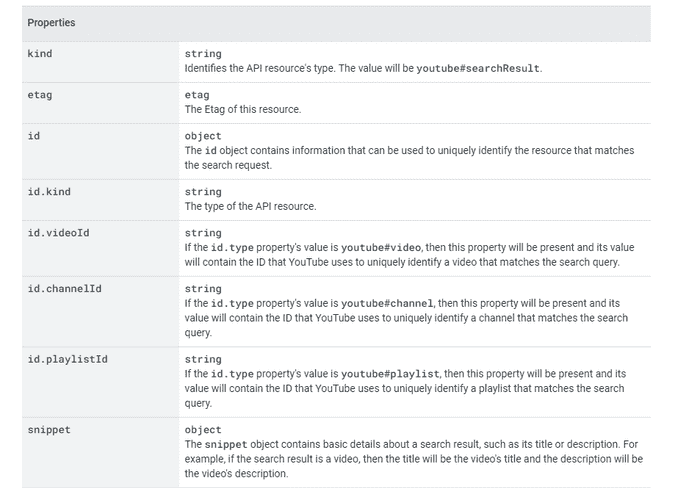 Properties
kind
string
Identifies the API resource's type. The value will be youtube#searchResult.
etag
etag
The Etag of this resource.
id
object
The id object contains information that can be used to uniquely identify the resource that matches
the search request.
id.kind
string
The type of the API resource.
id.videoId
string
If the id.type property's value is youtube#video, then this property will be present and its value
will contain the ID that YouTube uses to uniquely identify a video that matches the search query.
id.channelId
string
If the id.type property's value is youtube#channel, then this property will be present and its
value will contain the ID that YouTube uses to uniquely identify a channel that matches the search
query.
id.playlistId
string
If the id.type property's value is youtube#playlist, then this property will be present and its
value will contain the ID that YouTube uses to uniquely identify a playlist that matches the search
query.
snippet
object
The snippet object contains basic details about a search result, such as its title or description. For
example, if the search result is a video, then the title will be the video's title and the description will be
the video's description.